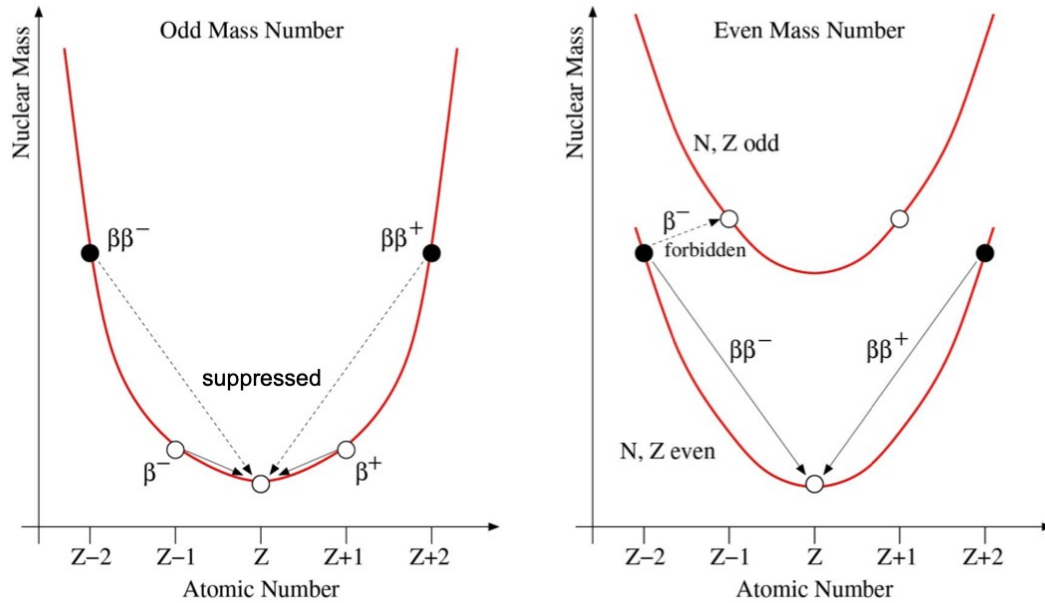 Odd Mass Number
Nuclear Mass
ββ⁻
ββ⁺
suppressed
β⁻
β⁺
Z−2
Z−1
Z
Z+1
Z+2
Atomic Number
Even Mass Number
Nuclear Mass
N, Z odd
β⁻
forbidden
ββ⁻
ββ⁺
N, Z even
Z−2
Z−1
Z
Z+1
Z+2
Atomic Number